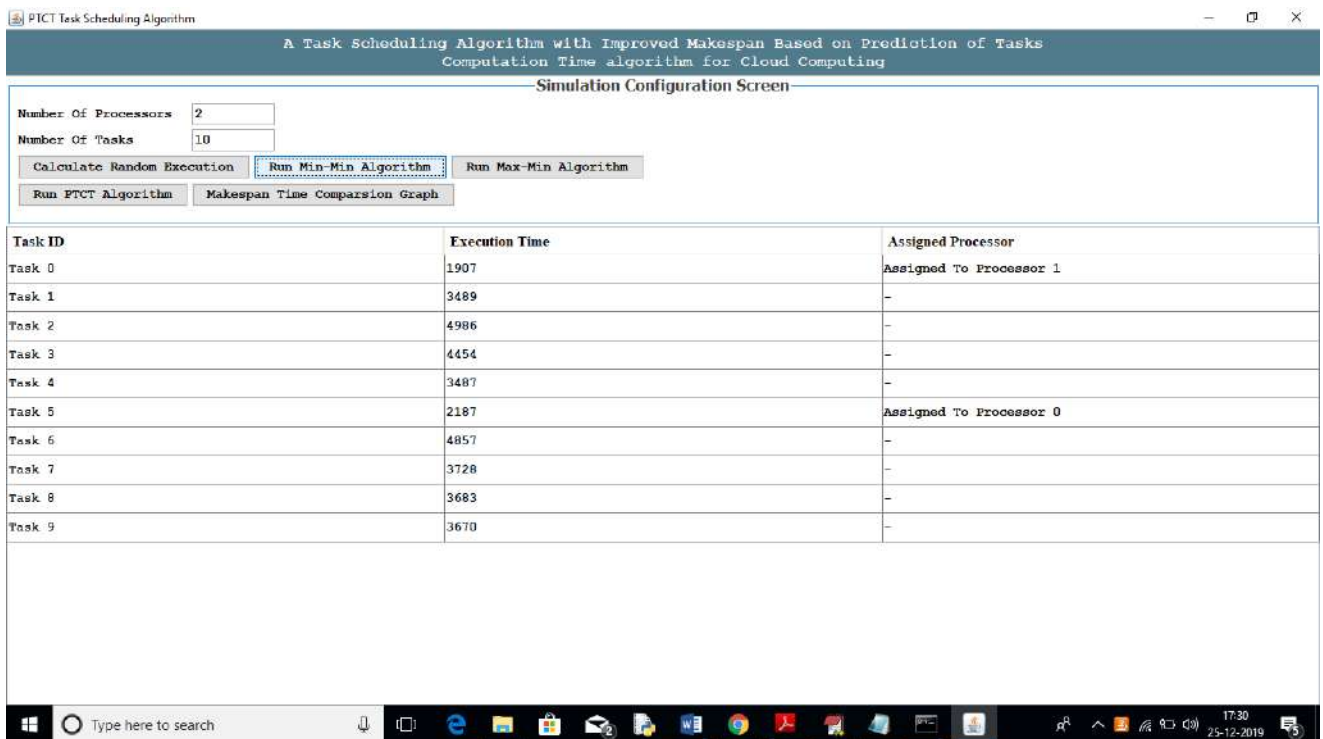 PTCT Task Scheduling Algorithm
A Task Scheduling Algorithm with Improved Makespan Based on Prediction of Tasks
Computation Time algorithm for Cloud Computing
Simulation Configuration Screen
Number Of Processors 2
Number Of Tasks 10
Calculate Random Execution Run Min-Min Algorithm Run Max-Min Algorithm
Run PTCT Algorithm Makespan Time Comparsion Graph
Task ID Execution Time Assigned Processor
Task 0 1907 Assigned To Processor 1
Task 1 3489 -
Task 2 4986 -
Task 3 4454 -
Task 4 3487 -
Task 5 2187 Assigned To Processor 0
Task 6 4857 -
Task 7 3728 -
Task 8 3683 -
Task 9 3670 -
Type here to search
17:30
25-12-2019